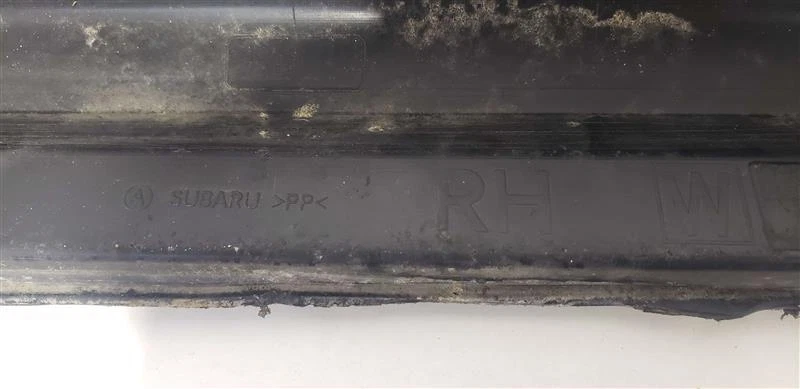 A SUBARU >PP< RH W